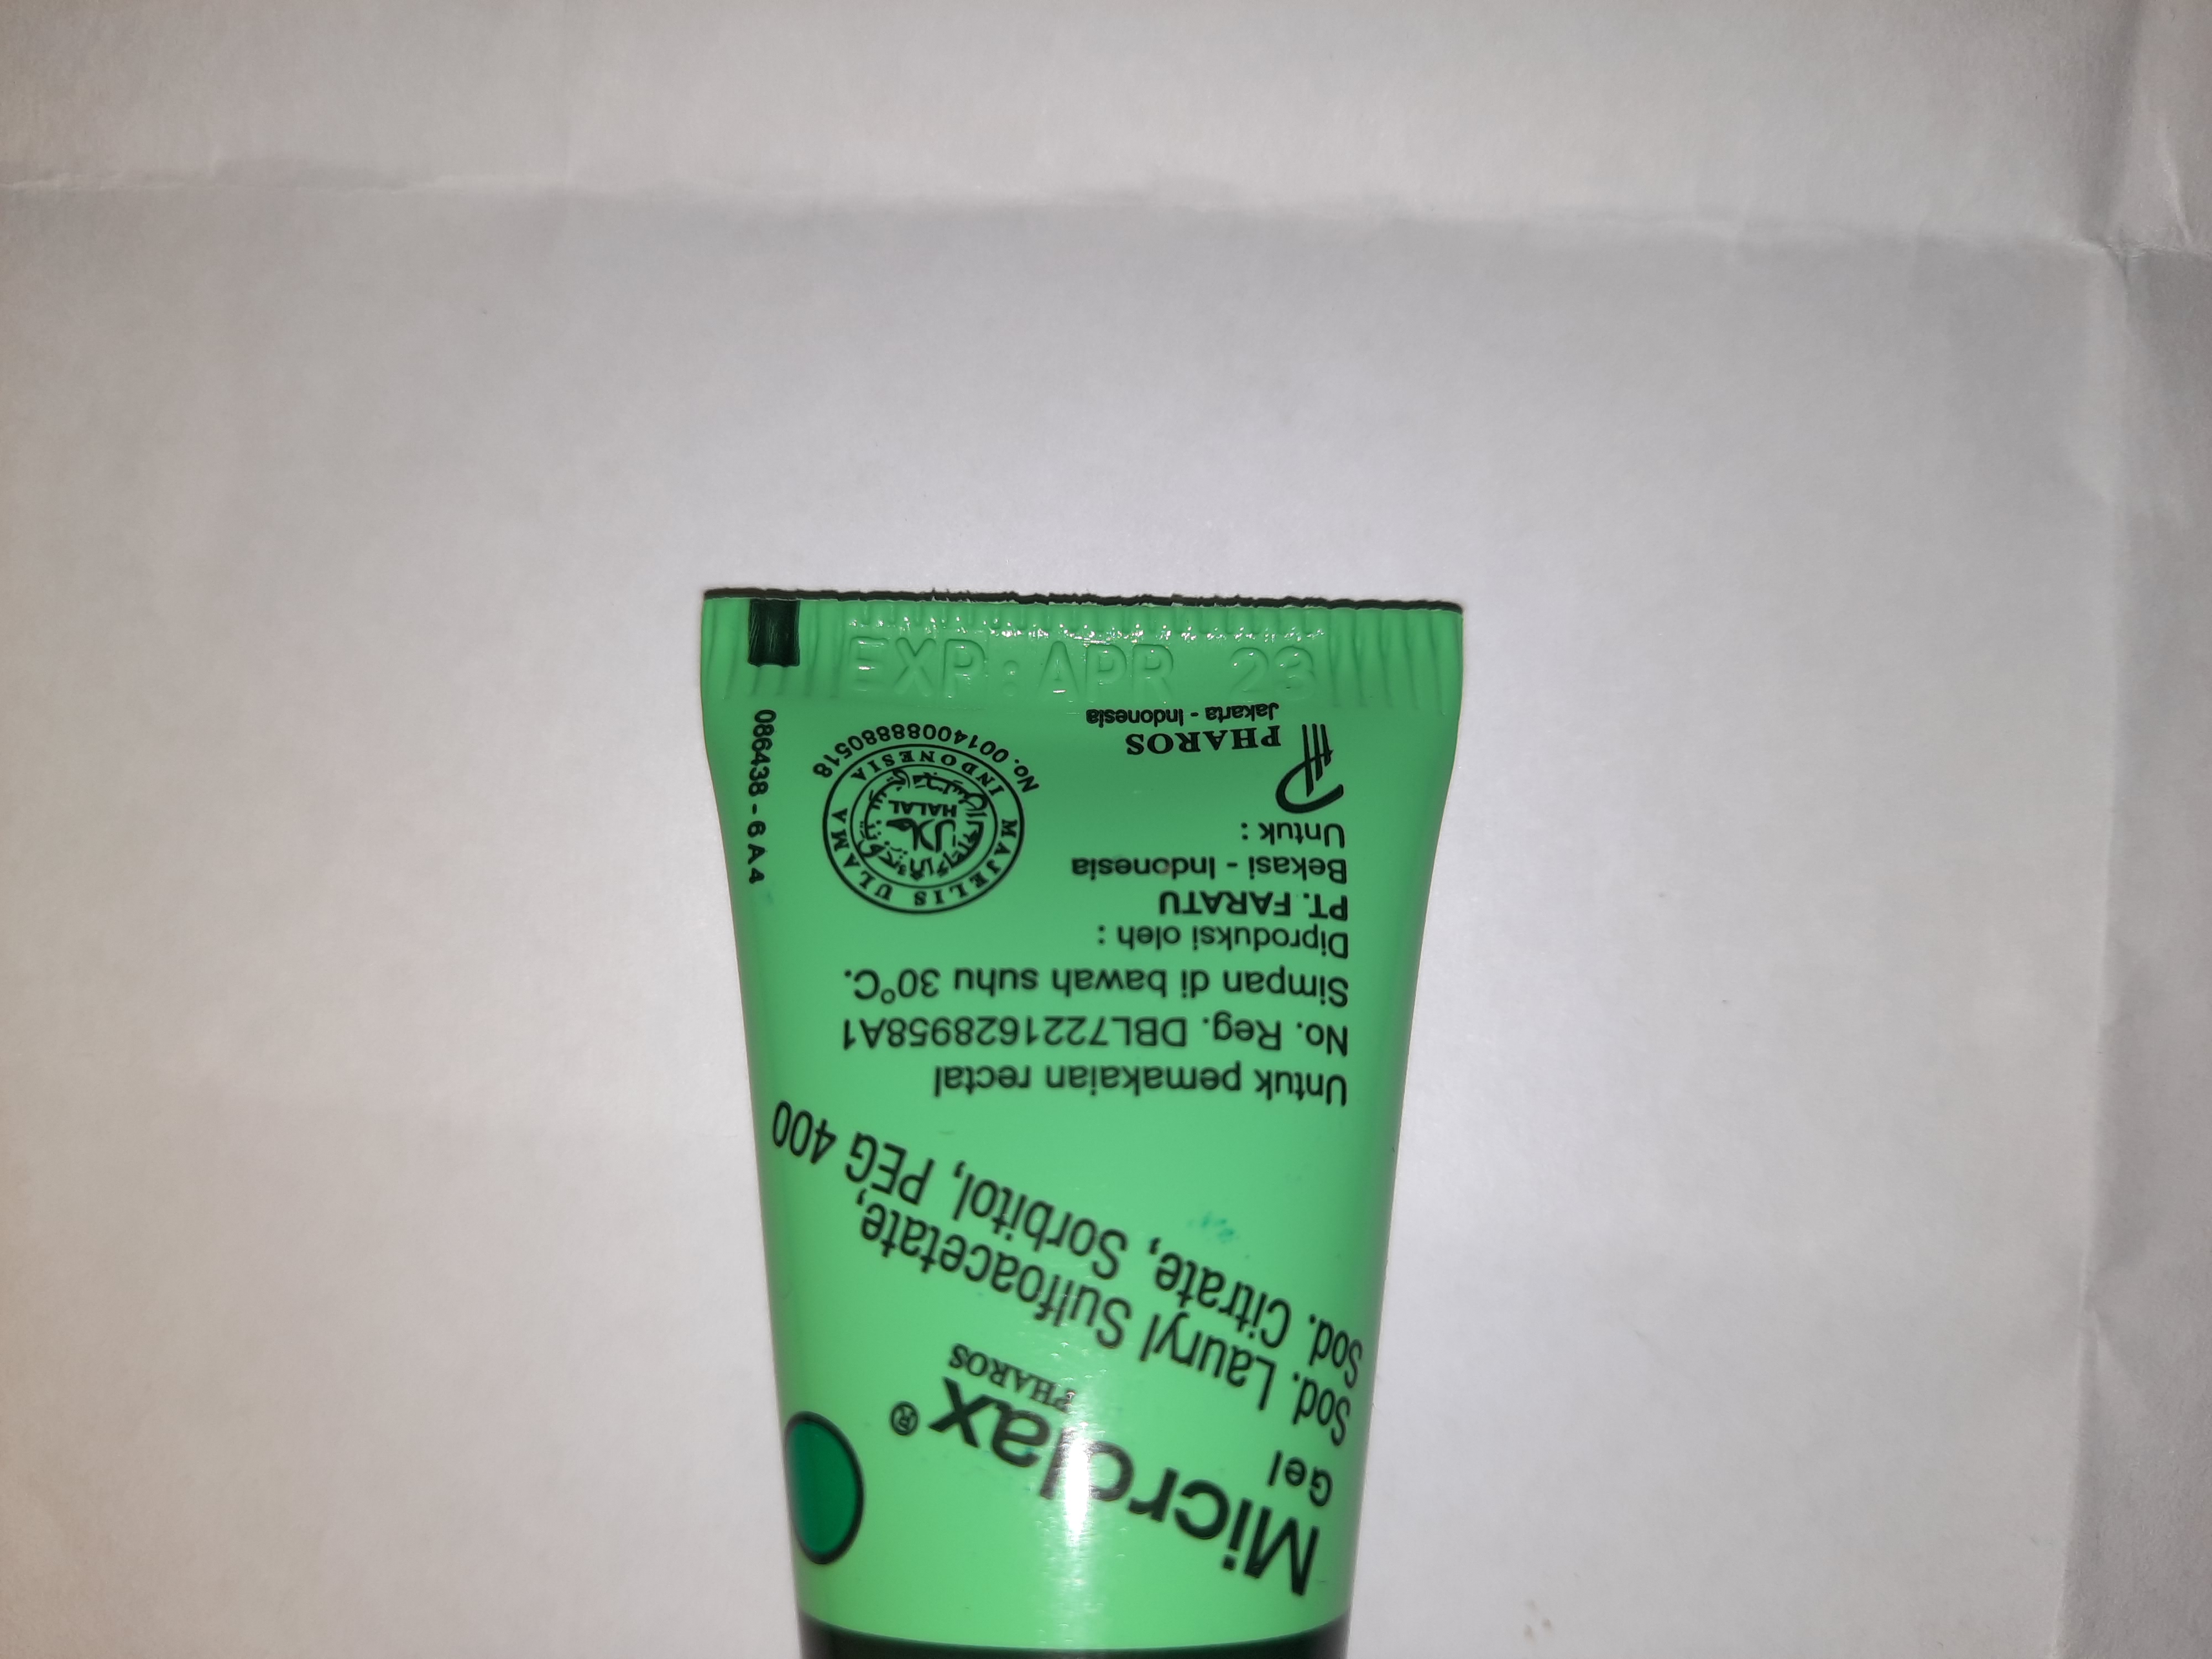 EXP : APR 23
Microlax®
PHAROS
Gel
Sod. Lauryl Sulfoacetate,
Sod. Citrate, Sorbitol, PEG 400
Untuk pemakaian rectal
No. Reg. DBL7221628958A1
Simpan di bawah suhu 30°C.
Diproduksi oleh :
PT. FARATU
Bekasi - Indonesia
Untuk :
PHAROS
Jakarta - Indonesia
MAJELIS ULAMA INDONESIA
HALAL
No. 00140088880518
086438 - 6 A 4